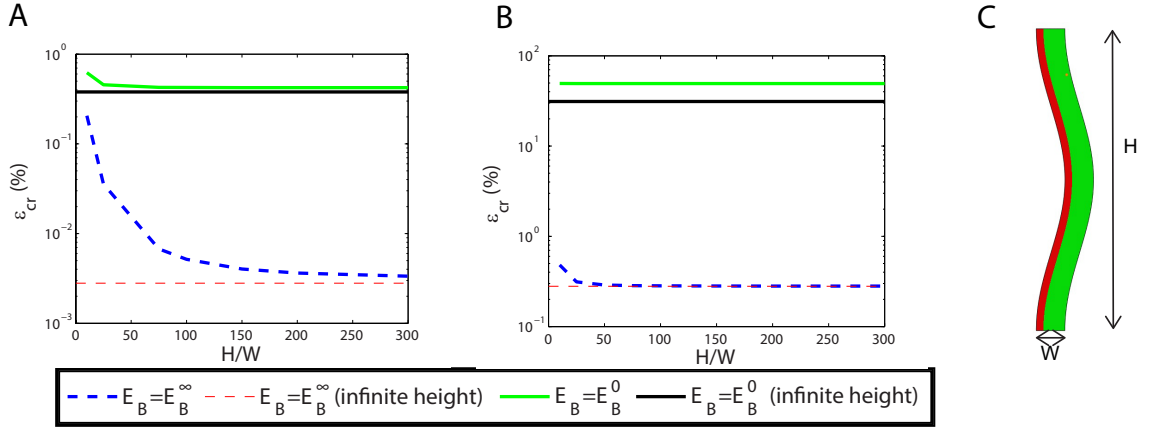 A
B
C
10^0
10^-1
10^-2
10^-3
ε_cr (%)
0 50 100 150 200 250 300
H/W
10^2
10^1
10^0
10^-1
ε_cr (%)
0 50 100 150 200 250 300
H/W
H
W
E_B=E_B^∞
E_B=E_B^∞ (infinite height)
E_B=E_B^0
E_B=E_B^0 (infinite height)